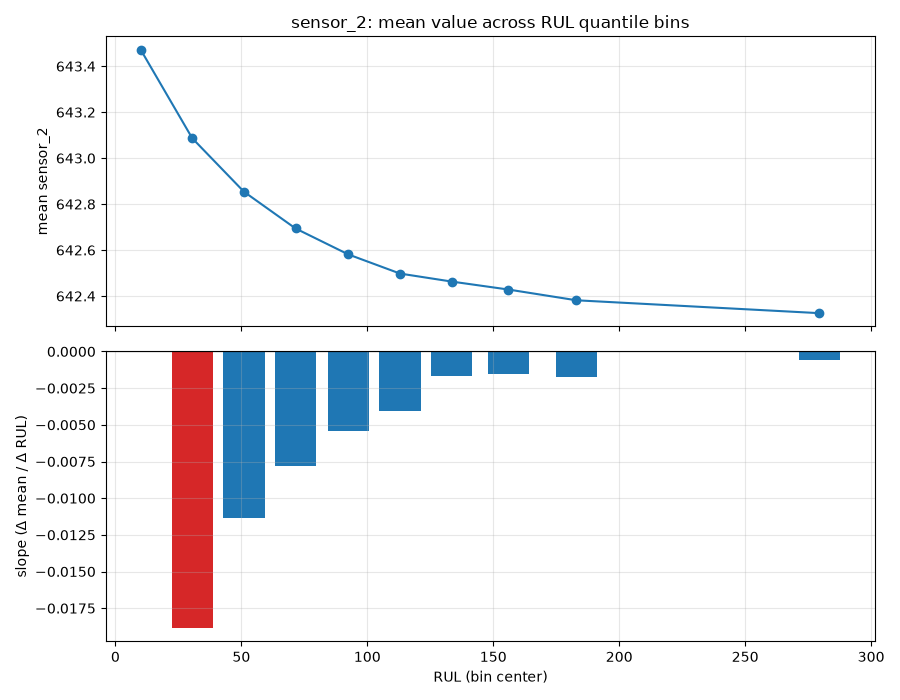 sensor_2: mean value across RUL quantile bins
mean sensor_2
643.4
643.2
643.0
642.8
642.6
642.4
slope (Δ mean / Δ RUL)
0.0000
−0.0025
−0.0050
−0.0075
−0.0100
−0.0125
−0.0150
−0.0175
0 50 100 150 200 250 300
RUL (bin center)